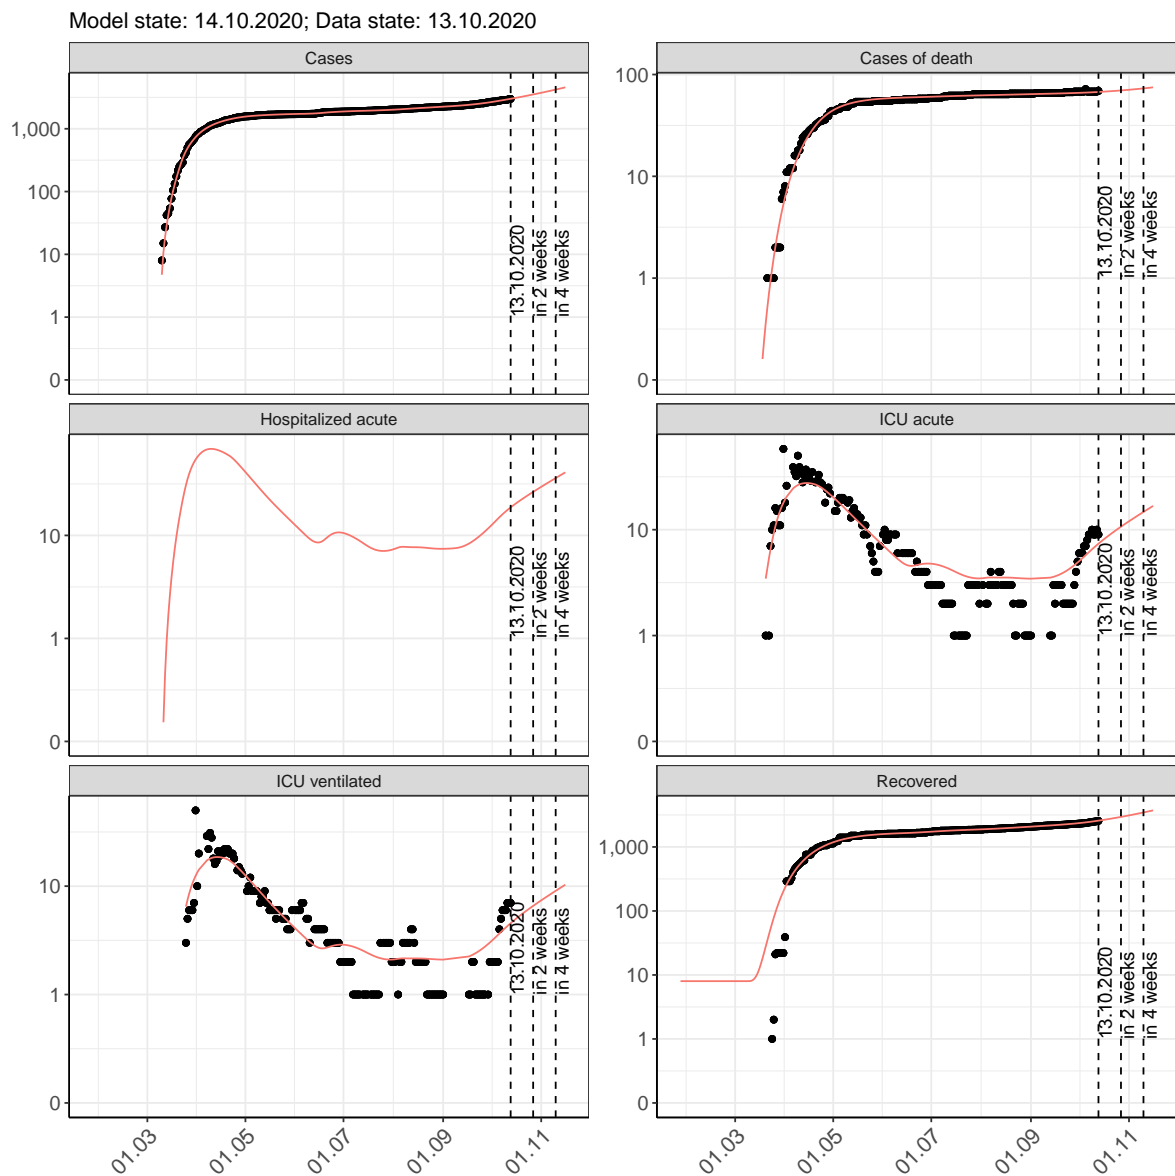 Model state: 14.10.2020; Data state: 13.10.2020
Cases
1,000
100
10
1
0
13.10.2020
in 2 weeks
in 4 weeks
Cases of death
100
10
1
0
13.10.2020
in 2 weeks
in 4 weeks
Hospitalized acute
10
1
0
13.10.2020
in 2 weeks
in 4 weeks
ICU acute
10
1
0
13.10.2020
in 2 weeks
in 4 weeks
ICU ventilated
10
1
0
13.10.2020
in 2 weeks
in 4 weeks
01.03
01.05
01.07
01.09
01.11
Recovered
1,000
100
10
1
0
13.10.2020
in 2 weeks
in 4 weeks
01.03
01.05
01.07
01.09
01.11